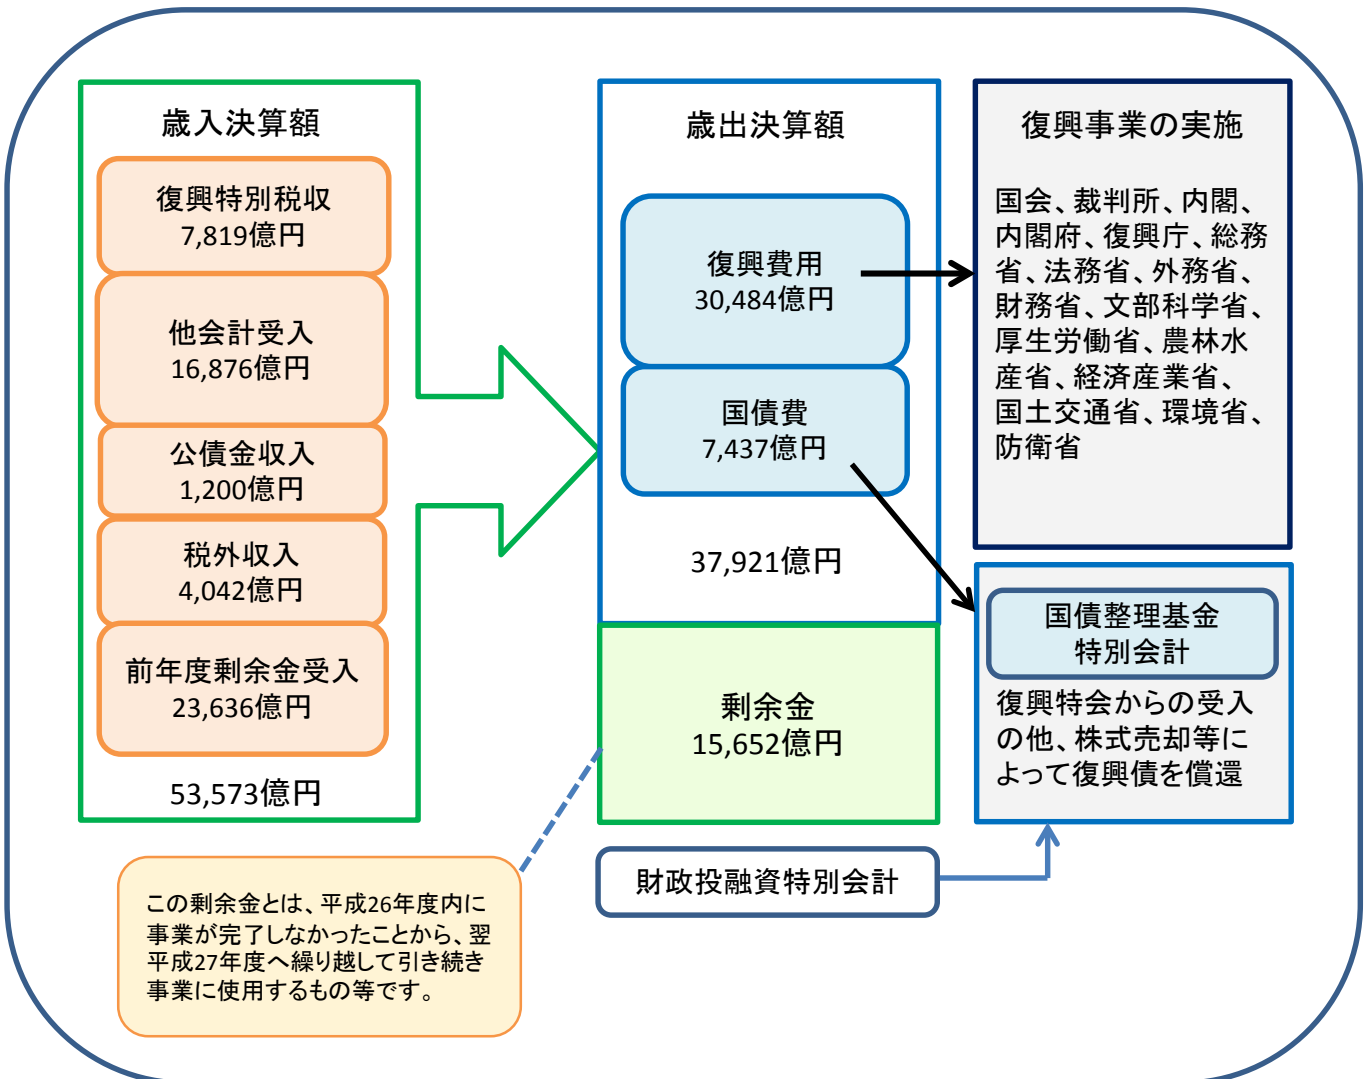 歳入決算額
復興特別税収
7,819億円
他会計受入
16,876億円
公債金収入
1,200億円
税外収入
4,042億円
前年度剰余金受入
23,636億円
53,573億円
歳出決算額
復興費用
30,484億円
国債費
7,437億円
37,921億円
剰余金
15,652億円
復興事業の実施
国会、裁判所、内閣、
内閣府、復興庁、総務
省、法務省、外務省、
財務省、文部科学省、
厚生労働省、農林水
産省、経済産業省、
国土交通省、環境省、
防衛省
国債整理基金
特別会計
復興特会からの受入
の他、株式売却等に
よって復興債を償還
財政投融資特別会計
この剰余金とは、平成26年度内に
事業が完了しなかったことから、翌
平成27年度へ繰り越して引き続き
事業に使用するもの等です。